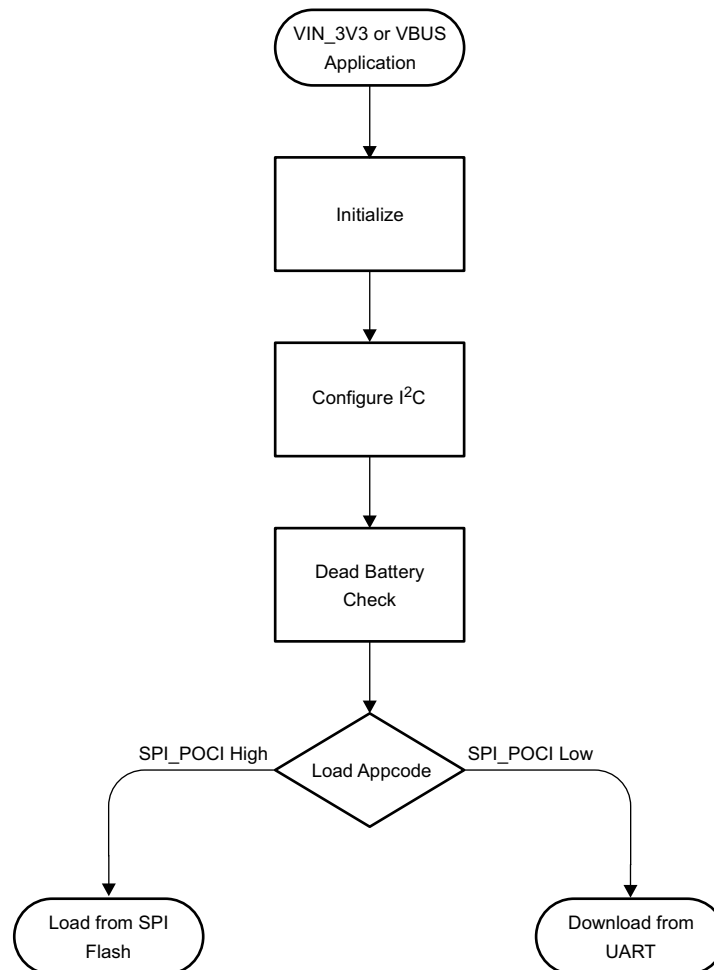 VIN_3V3 or VBUS
Application
Initialize
Configure I²C
Dead Battery
Check
SPI_POCI High
SPI_POCI Low
Load Appcode
Load from SPI
Flash
Download from
UART